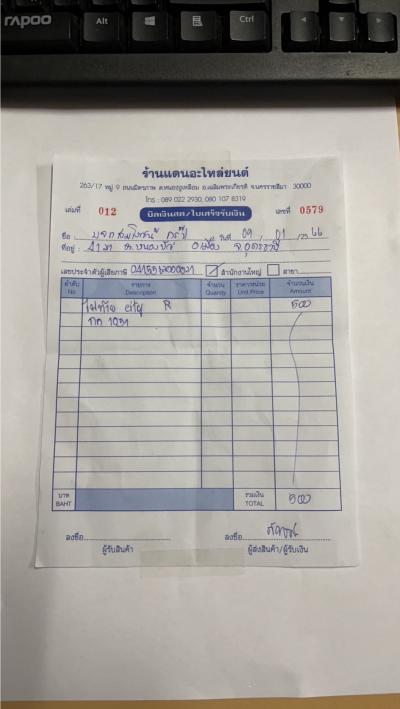 rapoo
Alt
Ctrl
ร้านแดนอะไหล่ยนต์
263/17 หมู่ 9 ถนนมิตรภาพ ต.หนองงูเหลือม อ.เฉลิมพระเกียรติ จ.นครราชสีมา 30000
โทร : 089 022 2930, 080 107 8319
เล่มที่ 012 บิลเงินสด/ใบเสร็จรับเงิน เลขที่ 0579
ชื่อ บจก วันที่ 09 / 01 /2566
ที่อยู่ : จ.อุดรธานี
เลขประจำตัวผู้เสียภาษี สำนักงานใหญ่ สาขา
ลำดับ รายการ จำนวน ราคา/หน่วย จำนวนเงิน
No. Description Quantity Unit Price Amount
ไฟท้าย city R 500
กก 1031
บาท รวมเงิน
BAHT TOTAL 500
ลงชื่อ ลงชื่อ
ผู้รับสินค้า ผู้ส่งสินค้า/ผู้รับเงิน